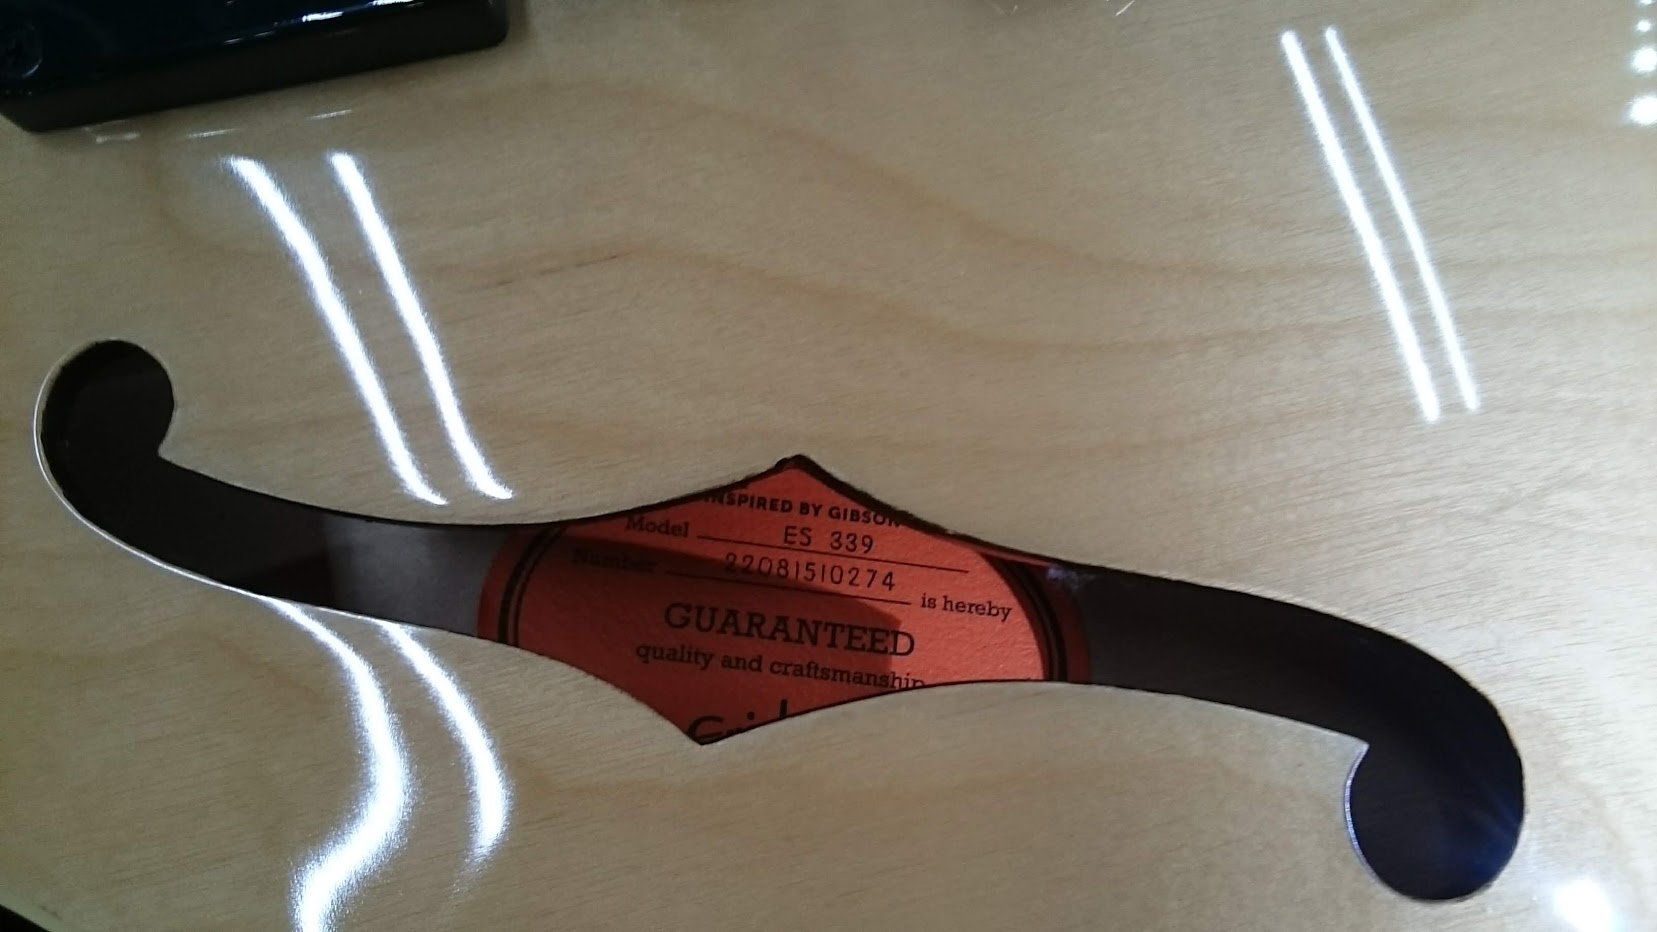 INSPIRED BY GIBSON
Model ES 339
Number 22081510274 is hereby
GUARANTEED
quality and craftsmanship